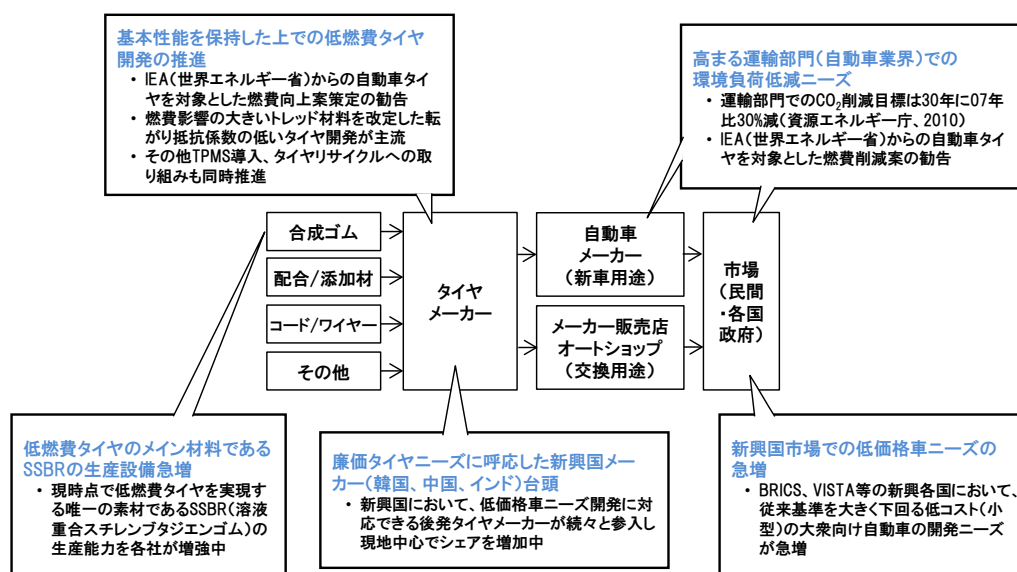 基本性能を保持した上での低燃費タイヤ
開発の推進
• IEA(世界エネルギー省)からの自動車タイ
ヤを対象とした燃費向上案策定の勧告
• 燃費影響の大きいトレッド材料を改定した転
がり抵抗係数の低いタイヤ開発が主流
• その他TPMS導入、タイヤリサイクルへの取
り組みも同時推進
高まる運輸部門(自動車業界)での
環境負荷低減ニーズ
• 運輸部門でのCO₂削減目標は30年に07年
比30%減(資源エネルギー庁、2010)
• IEA(世界エネルギー省)からの自動車タイ
ヤを対象とした燃費削減案の勧告
合成ゴム
配合/添加材
コード/ワイヤー
その他
タイヤ
メーカー
自動車
メーカー
(新車用途)
メーカー販売店
オートショップ
(交換用途)
市場
(民間
・各国
政府)
低燃費タイヤのメイン材料である
SSBRの生産設備急増
• 現時点で低燃費タイヤを実現す
る唯一の素材であるSSBR(溶液
重合スチレンブタジエンゴム)の
生産能力を各社が増強中
廉価タイヤニーズに呼応した新興国メー
カー(韓国、中国、インド)台頭
• 新興国において、低価格車ニーズ開発に対
応できる後発タイヤメーカーが続々と参入し
現地中心でシェアを増加中
新興国市場での低価格車ニーズの
急増
• BRICS、VISTA等の新興各国において、
従来基準を大きく下回る低コスト(小
型)の大衆向け自動車の開発ニーズ
が急増